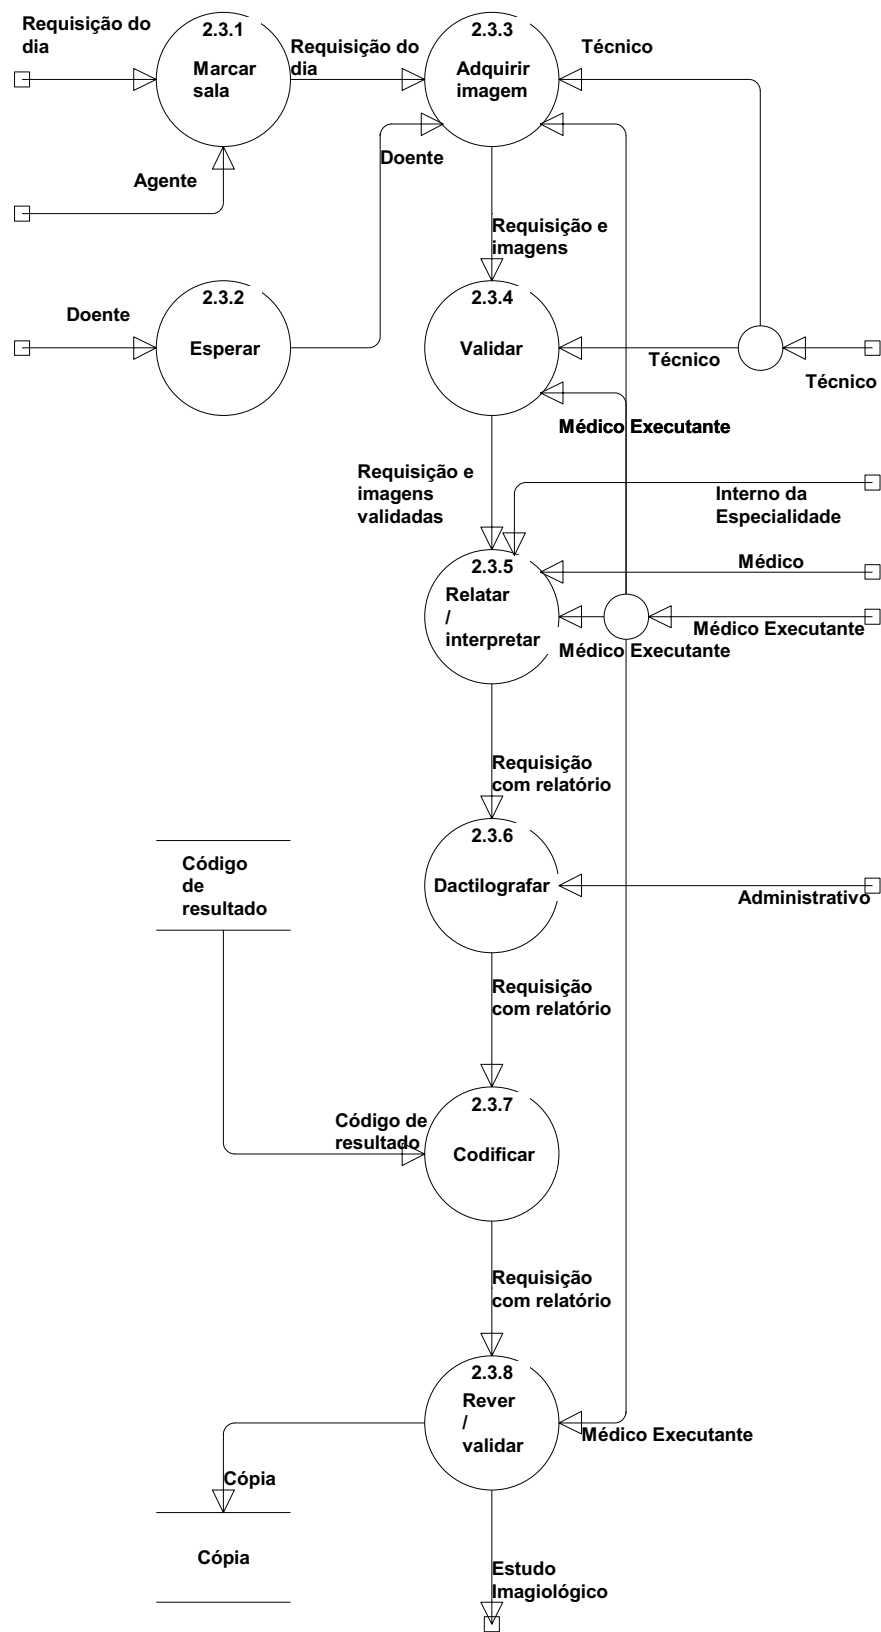 Requisição do
dia
2.3.1
Marcar
sala
Requisição do
dia
2.3.3
Adquirir
imagem
Técnico
Agente
Doente
Requisição e
imagens
Doente
2.3.2
Esperar
2.3.4
Validar
Técnico
Técnico
Médico Executante
Requisição e
imagens
validadas
Interno da
Especialidade
2.3.5
Relatar
/
interpretar
Médico
Médico Executante
Médico Executante
Requisição
com relatório
2.3.6
Dactilografar
Código
de
resultado
Administrativo
Requisição
com relatório
2.3.7
Codificar
Código de
resultado
Requisição
com relatório
2.3.8
Rever
/
validar
Médico Executante
Cópia
Cópia
Estudo
Imagiológico